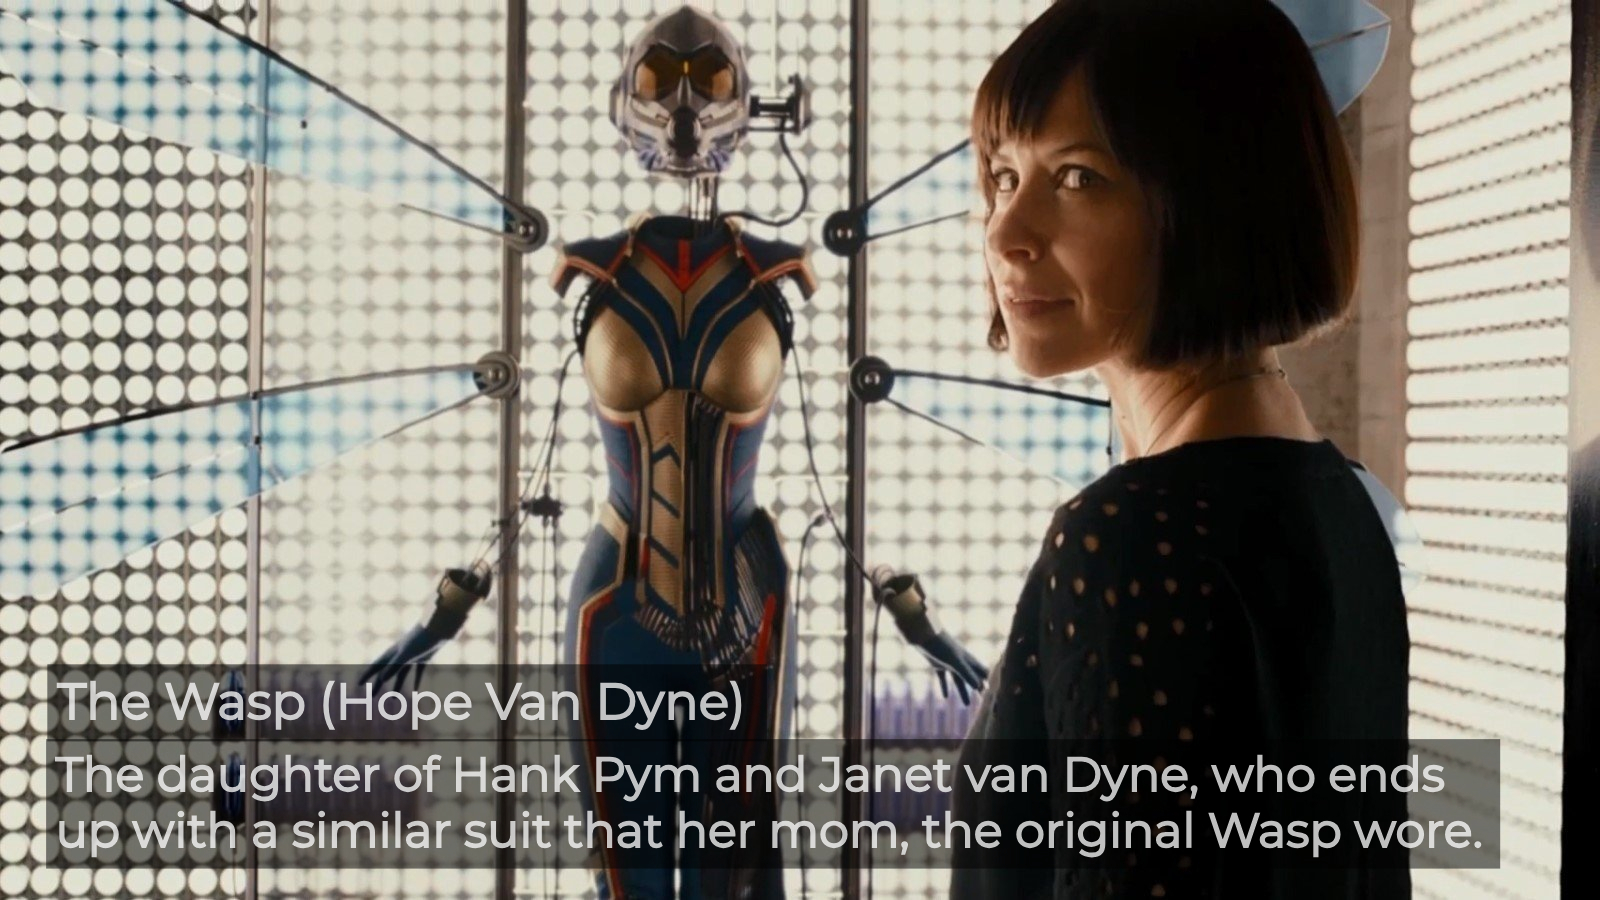 The Wasp (Hope Van Dyne)
The daughter of Hank Pym and Janet van Dyne, who ends
up with a similar suit that her mom, the original Wasp wore.